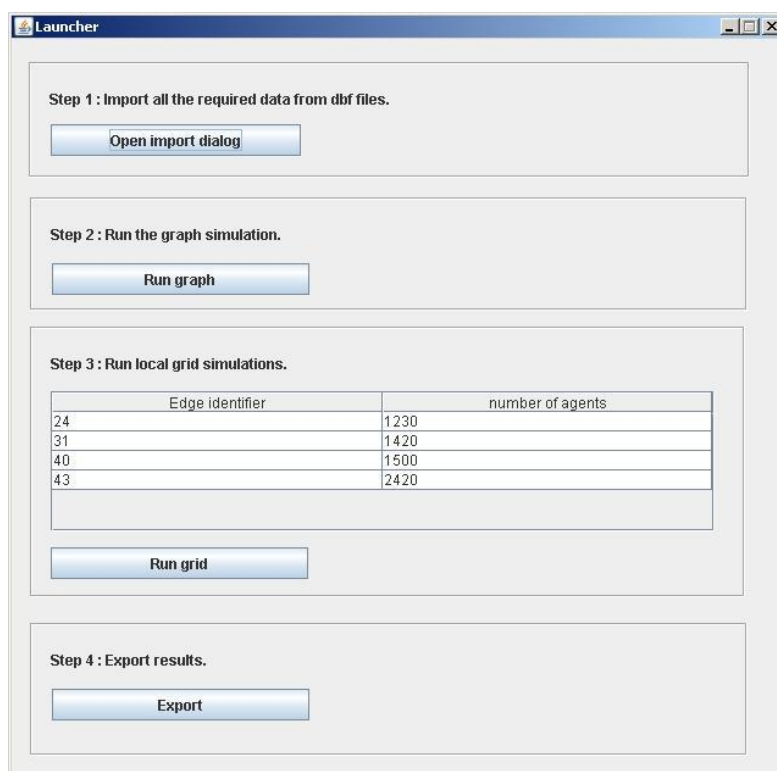 Launcher
Step 1 : Import all the required data from dbf files.
Open import dialog
Step 2 : Run the graph simulation.
Run graph
Step 3 : Run local grid simulations.
Edge identifier number of agents
24 1230
31 1420
40 1500
43 2420
Run grid
Step 4 : Export results.
Export